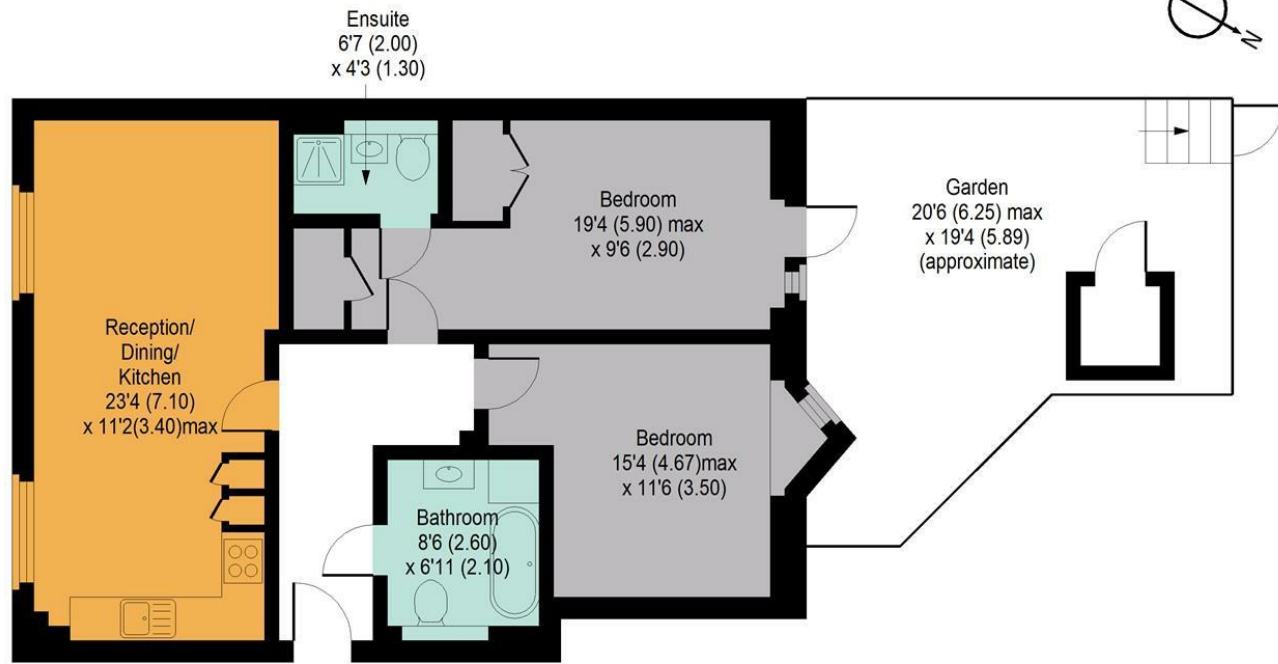 Ensuite
6'7 (2.00)
x 4'3 (1.30)
N
Bedroom
19'4 (5.90) max
x 9'6 (2.90)
Garden
20'6 (6.25) max
x 19'4 (5.89)
(approximate)
Reception/
Dining/
Kitchen
23'4 (7.10)
x 11'2(3.40)max
Bedroom
15'4 (4.67)max
x 11'6 (3.50)
Bathroom
8'6 (2.60)
x 6'11 (2.10)